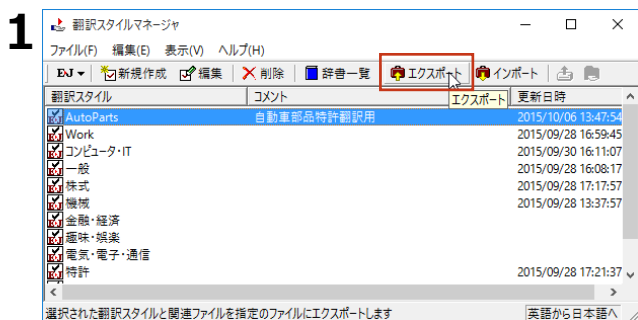 1
翻訳スタイルマネージャ
ファイル(F) 編集(E) 表示(V) ヘルプ(H)
EJ 新規作成 編集 削除 辞書一覧 エクスポート インポート
翻訳スタイル コメント エクスポート 更新日時
AutoParts 自動車部品特許翻訳用 2015/10/06 13:47:54
Work 2015/09/28 16:59:45
コンピュータ・IT 2015/09/30 16:11:07
一般 2015/09/28 16:08:17
株式 2015/09/28 17:17:57
機械 2015/09/28 13:37:57
金融・経済
趣味・娯楽
電気・電子・通信
特許 2015/09/28 17:21:37
選択された翻訳スタイルと関連ファイルを指定のファイルにエクスポートします 英語から日本語へ